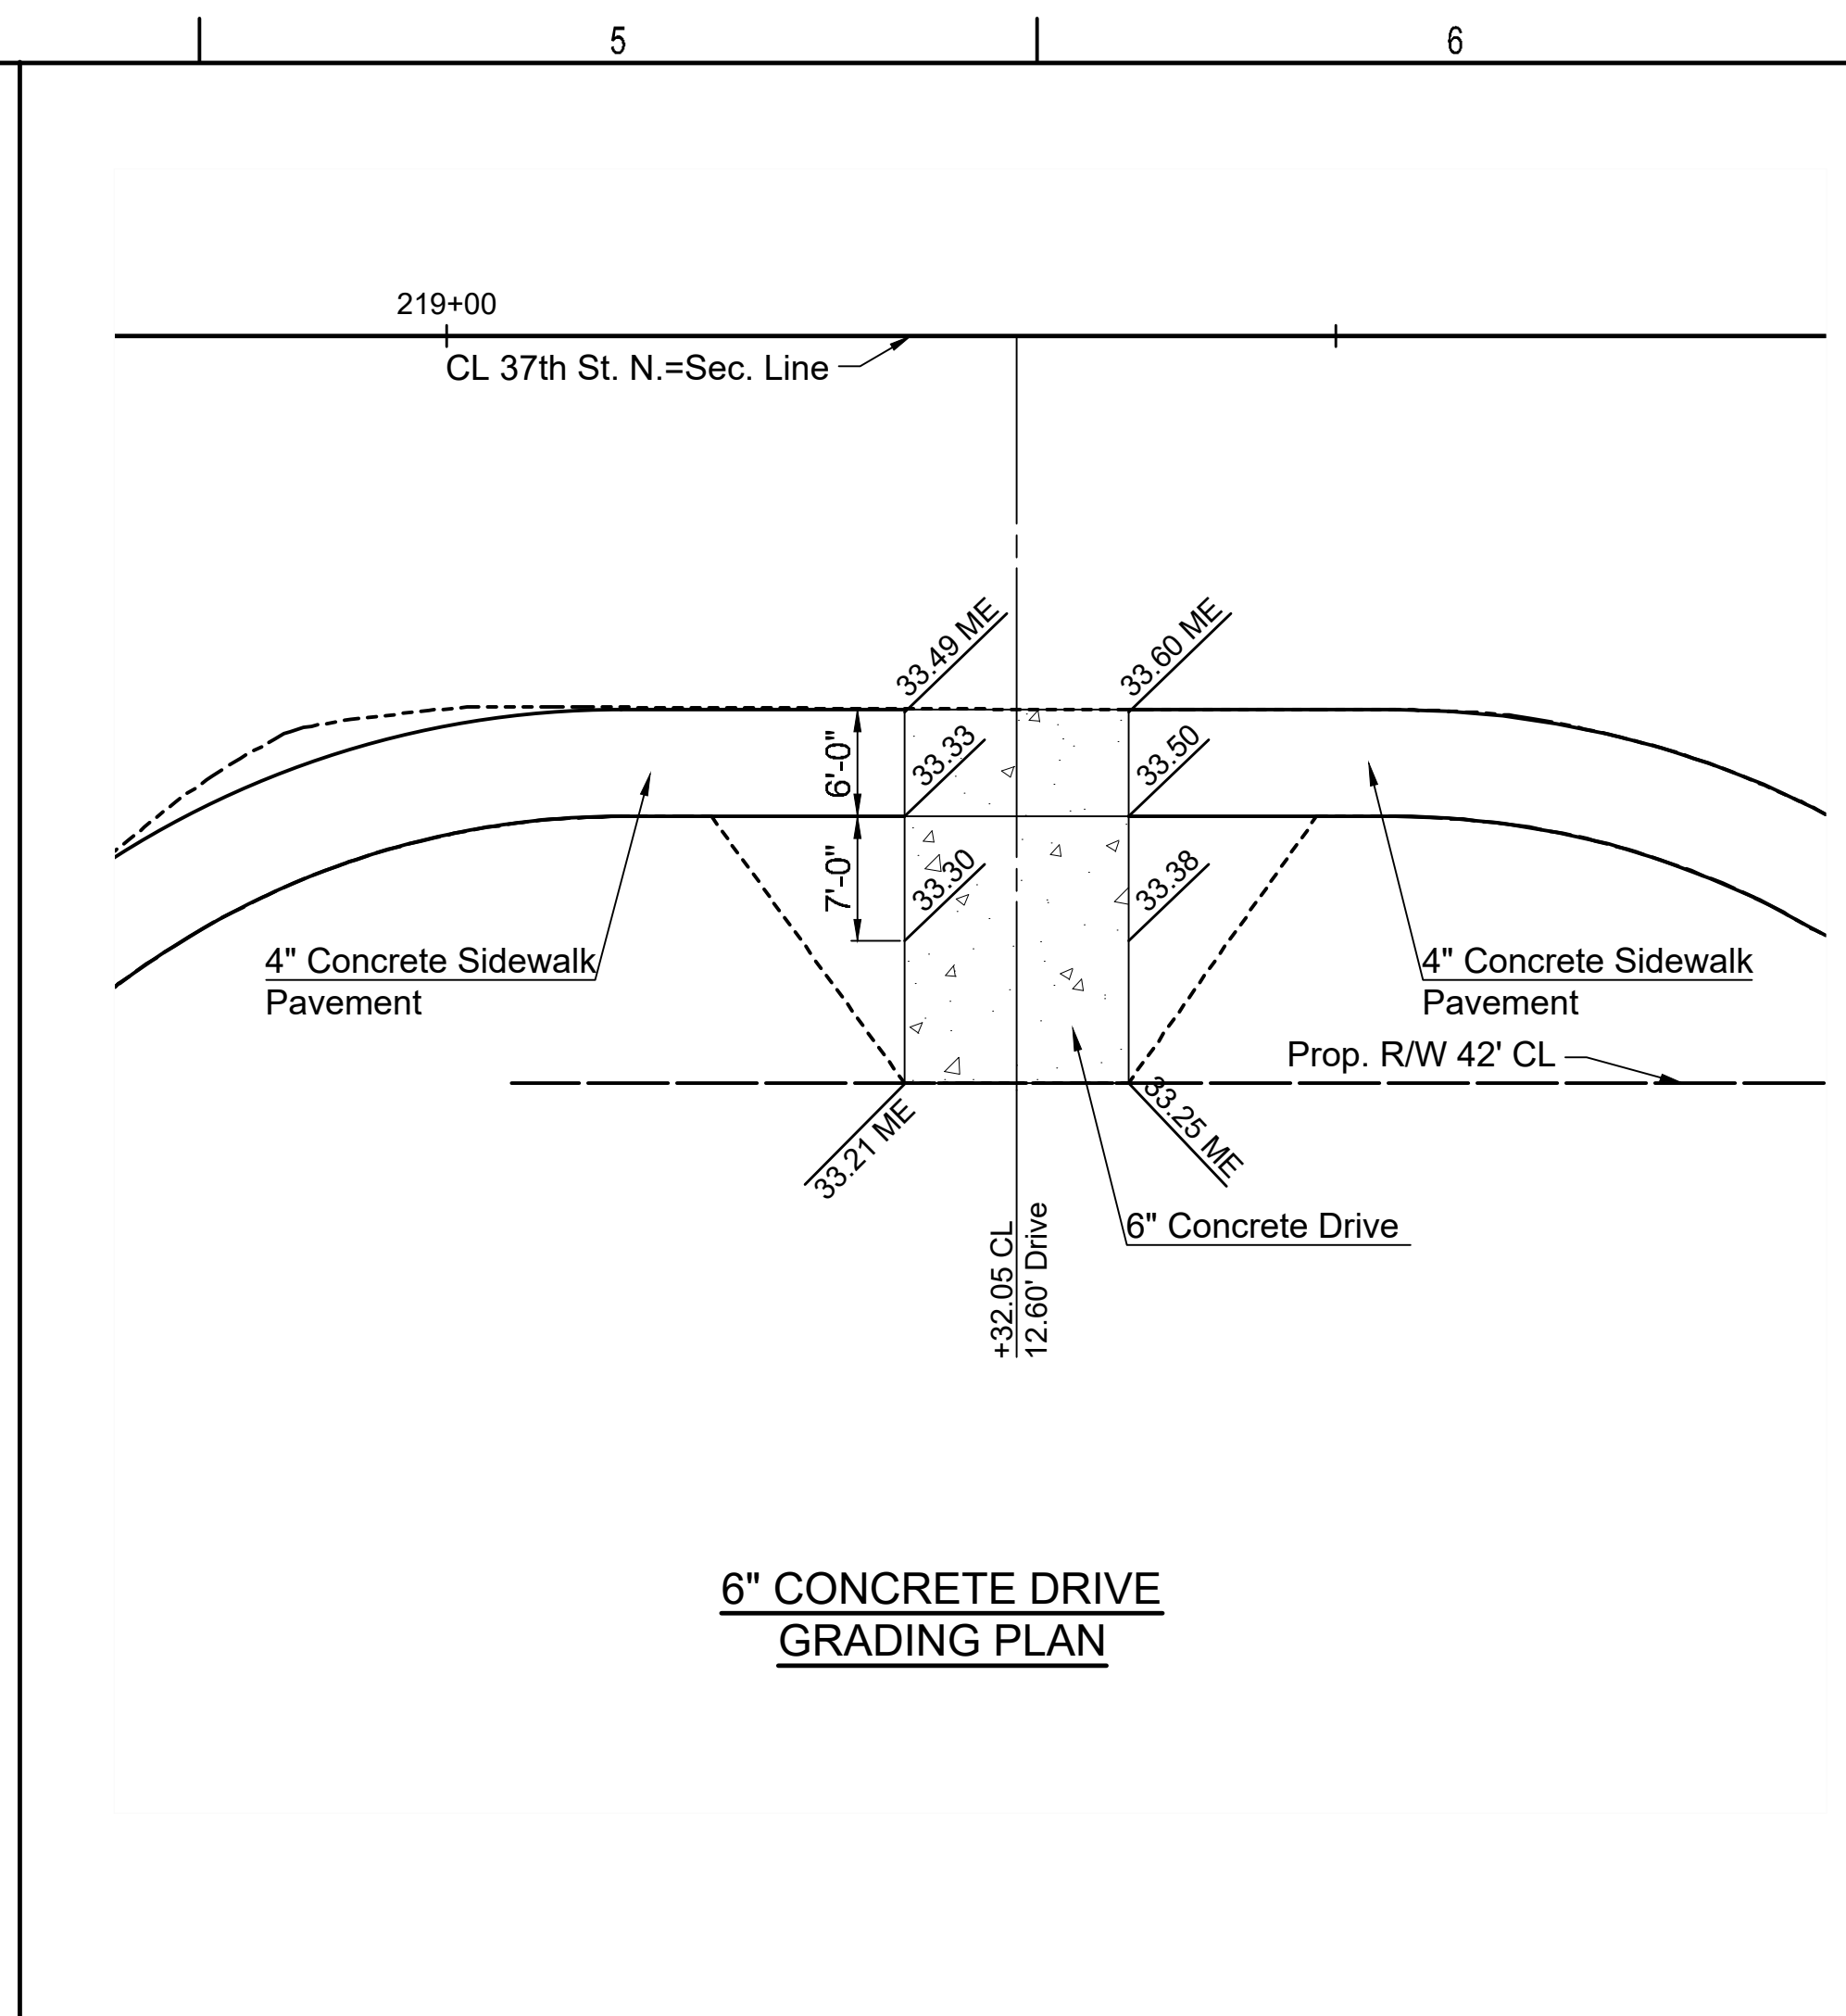 5
6
219+00
CL 37th St. N.=Sec. Line
33.49 ME
33.60 ME
6'-0"
33.33
33.50
7'-0"
33.30
33.38
4" Concrete Sidewalk
Pavement
4" Concrete Sidewalk
Pavement
Prop. R/W 42' CL
33.21 ME
33.25 ME
6" Concrete Drive
+32.05 CL
12.60' Drive
6" CONCRETE DRIVE
GRADING PLAN